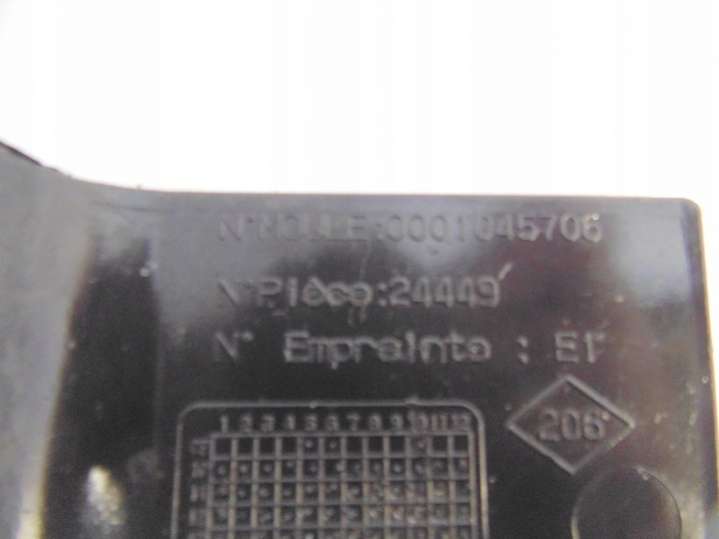 N° MOULE:0001045706
N°Pièce:24449
N° Empreinte : E1
1 2 3 4 5 6 7 8 9 10 11 12
206